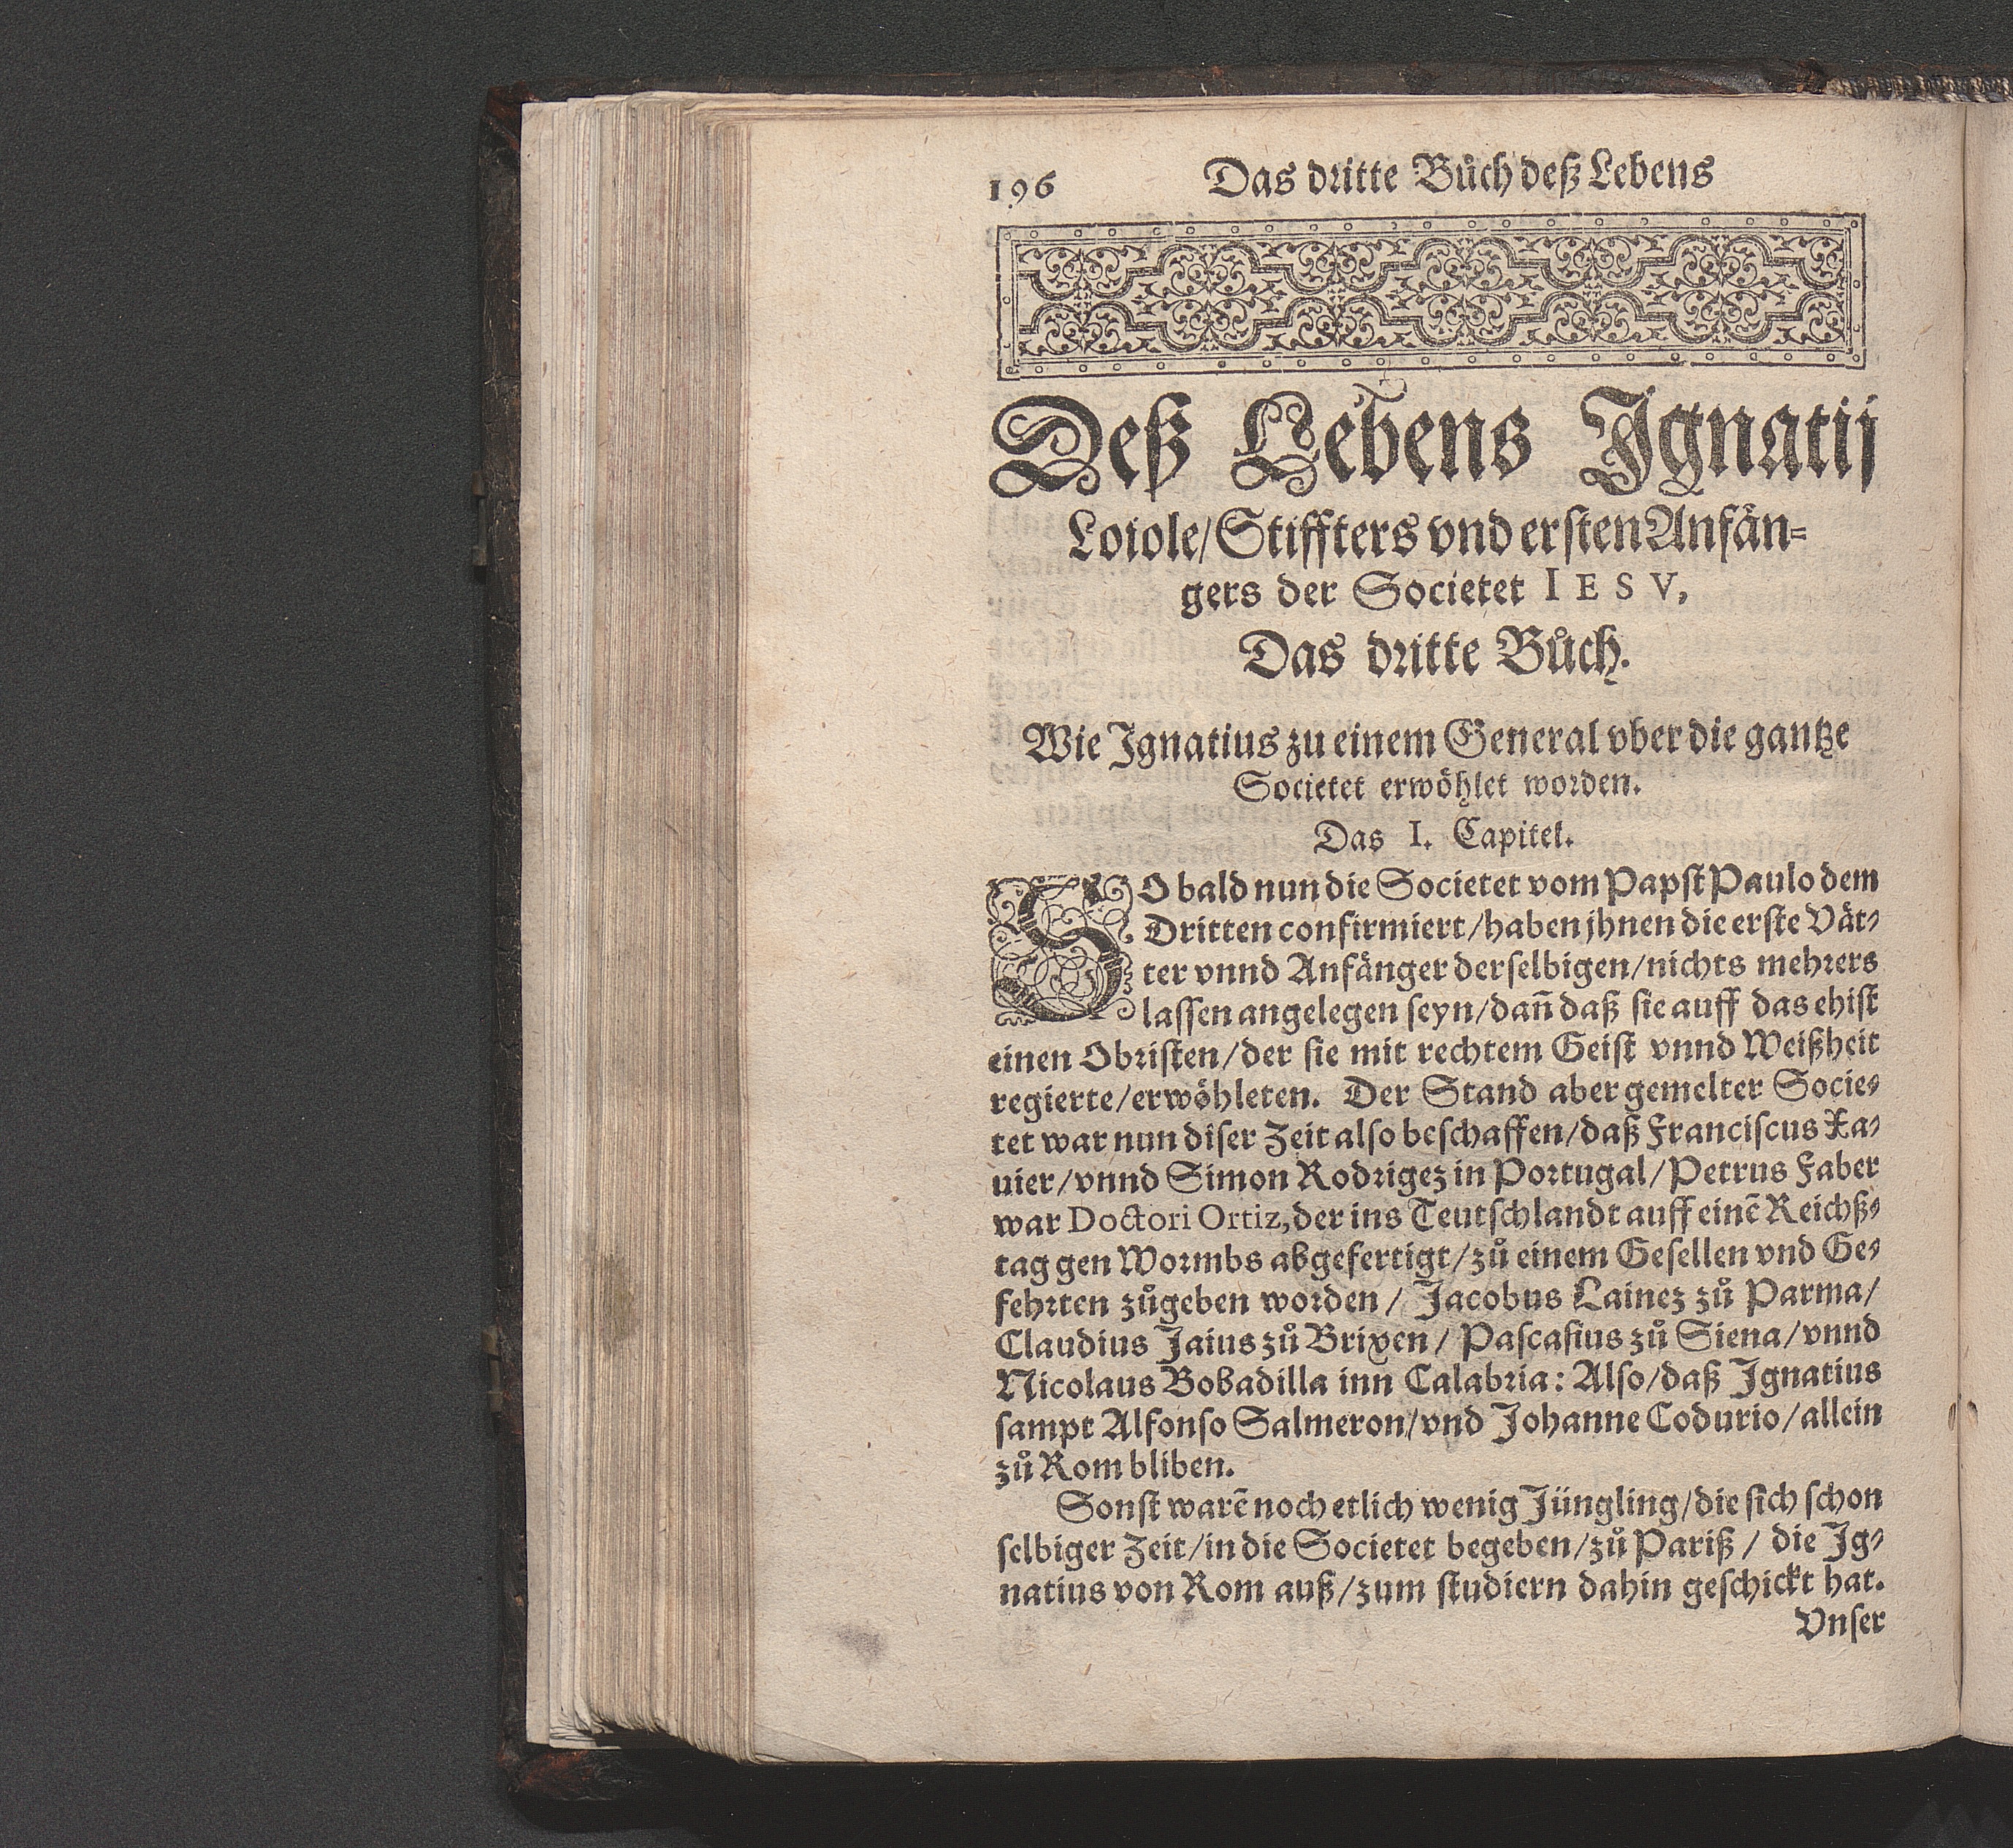 196 Das dritte Bůch deß Lebens
Deß Lebens Ignatij
Loiole/Stiffters vnd ersten Anfän-
gers der Societet IESV,
Das dritte Bůch.
Wie Ignatius zu einem General vber die gantze
Societet erwöhlet worden.
Das I. Capitel.
SO bald nun die Societet vom Papſt Paulo dem
Dritten confirmiert/haben jhnen die erſte Vät-
ter vnnd Anfänger derſelbigen/nichts mehrers
laſſen angelegen ſeyn/dañ daß ſie auff das ehiſt
einen Obriſten/der ſie mit rechtem Geiſt vnnd Weißheit
regierte/erwöhleten. Der Stand aber gemelter Socie-
tet war nun diſer Zeit alſo beſchaffen/daß Franciſcus Xa-
uier/vnnd Simon Rodrigez in Portugal/Petrus Faber
war Doctori Ortiz,der ins Teutſchlandt auff einē Reichß-
tag gen Wormbs abgefertigt/zů einem Geſellen vnd Ge-
fehrten zůgeben worden/ Jacobus Lainez zů Parma/
Claudius Jaius zů Brixen/ Paſcaſius zů Siena/vnnd
Nicolaus Bobadilla inn Calabria: Alſo/daß Ignatius
ſampt Alfonſo Salmeron/vnd Johanne Codurio/allein
zů Rom bliben.
Sonſt warē noch etlich wenig Jüngling/die ſich ſchon
ſelbiger Zeit/in die Societet begeben/zů Pariß/ die Ig-
natius von Rom auß/zum ſtudiern dahin geſchickt hat.
Vnſer